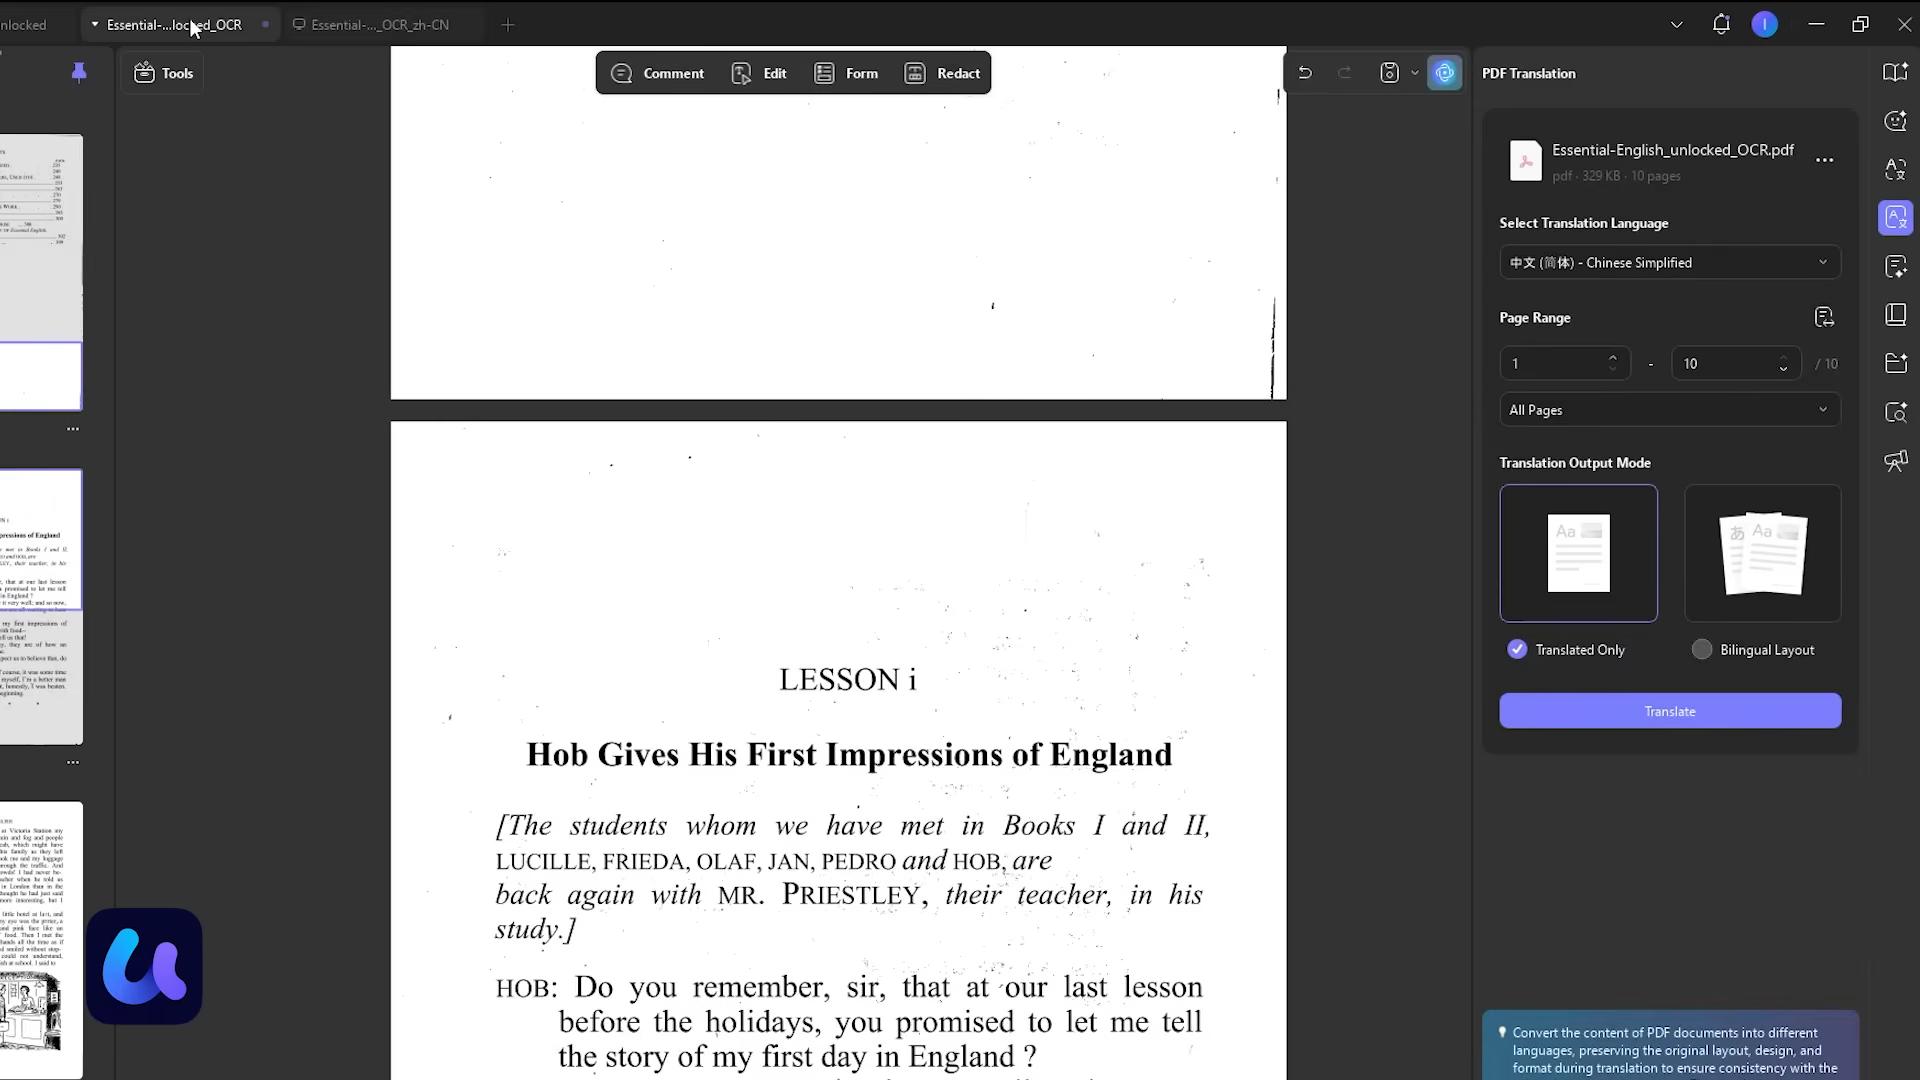 nlocked
Essential-...locked_OCR
Essential-..._OCR_zh-CN
Tools
Comment
Edit
Form
Redact
LESSON i
Hob Gives His First Impressions of England
[The students whom we have met in Books I and II,
LUCILLE, FRIEDA, OLAF, JAN, PEDRO and HOB, are
back again with MR. PRIESTLEY, their teacher, in his
study.]
HOB: Do you remember, sir, that at our last lesson
before the holidays, you promised to let me tell
the story of my first day in England ?
PDF Translation
Essential-English_unlocked_OCR.pdf
pdf · 329 KB · 10 pages
Select Translation Language
中文 (简体) - Chinese Simplified
Page Range
1 - 10 / 10
All Pages
Translation Output Mode
Aa
あ Aa
Translated Only
Bilingual Layout
Translate
Convert the content of PDF documents into different
languages, preserving the original layout, design, and
format during translation to ensure consistency with the